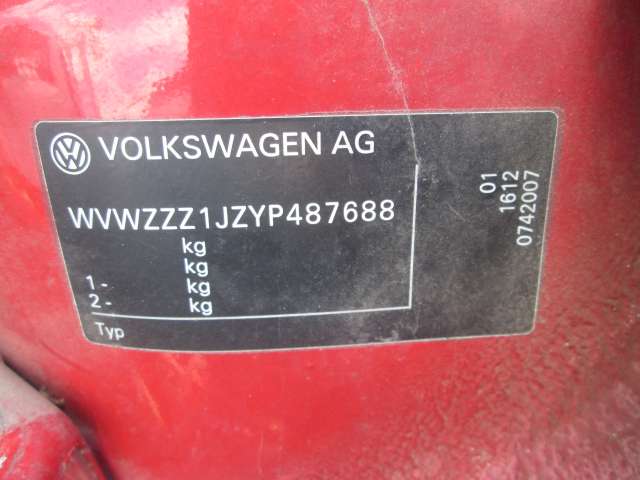 VOLKSWAGEN AG
WVWZZZ1JZYP487688
kg
kg
1- kg
2- kg
Typ
01
1612
0742007